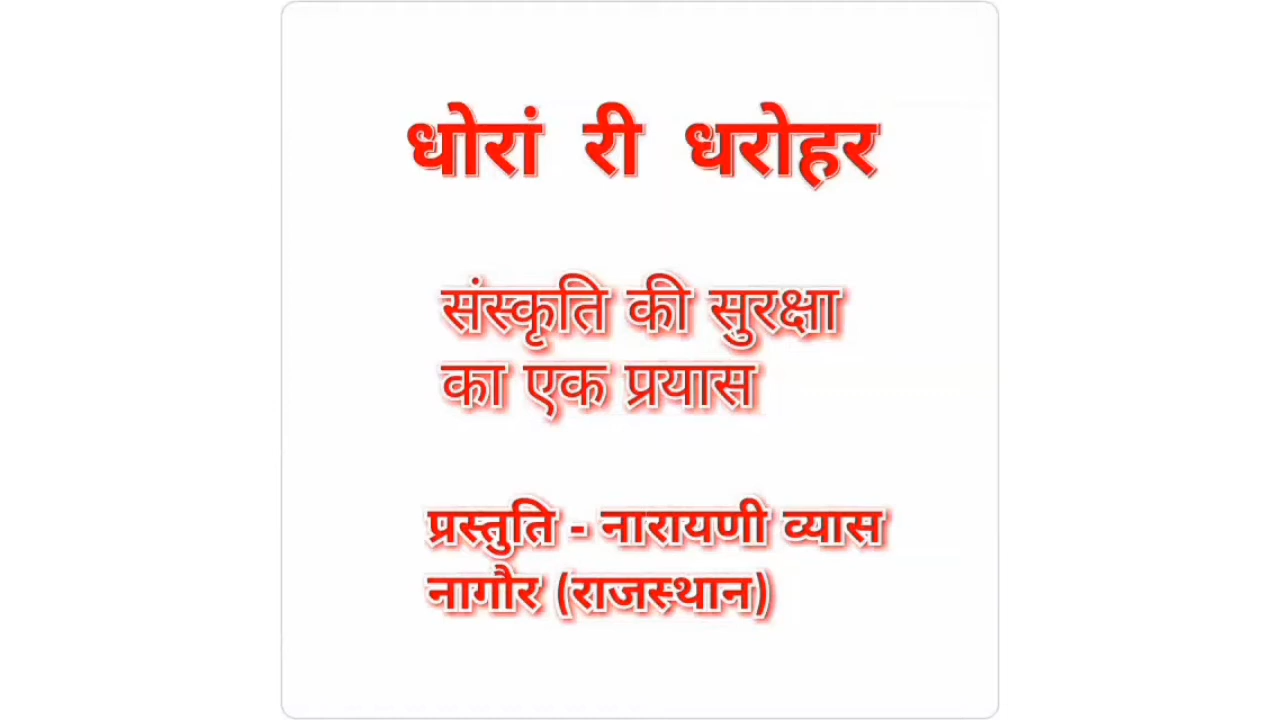 धोरां री धरोहर
संस्कृति की सुरक्षा
का एक प्रयास
प्रस्तुति - नारायणी व्यास
नागौर (राजस्थान)